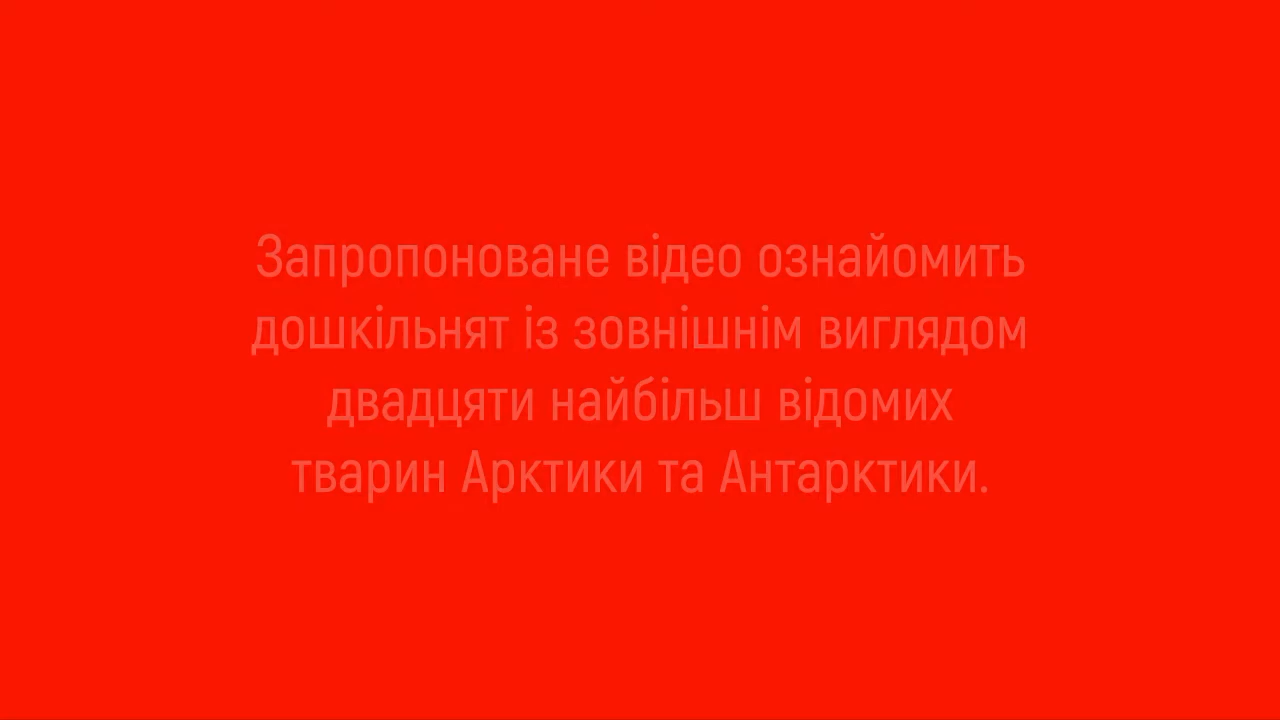 Запропоноване відео ознайомить
дошкільнят із зовнішнім виглядом
двадцяти найбільш відомих
тварин Арктики та Антарктики.